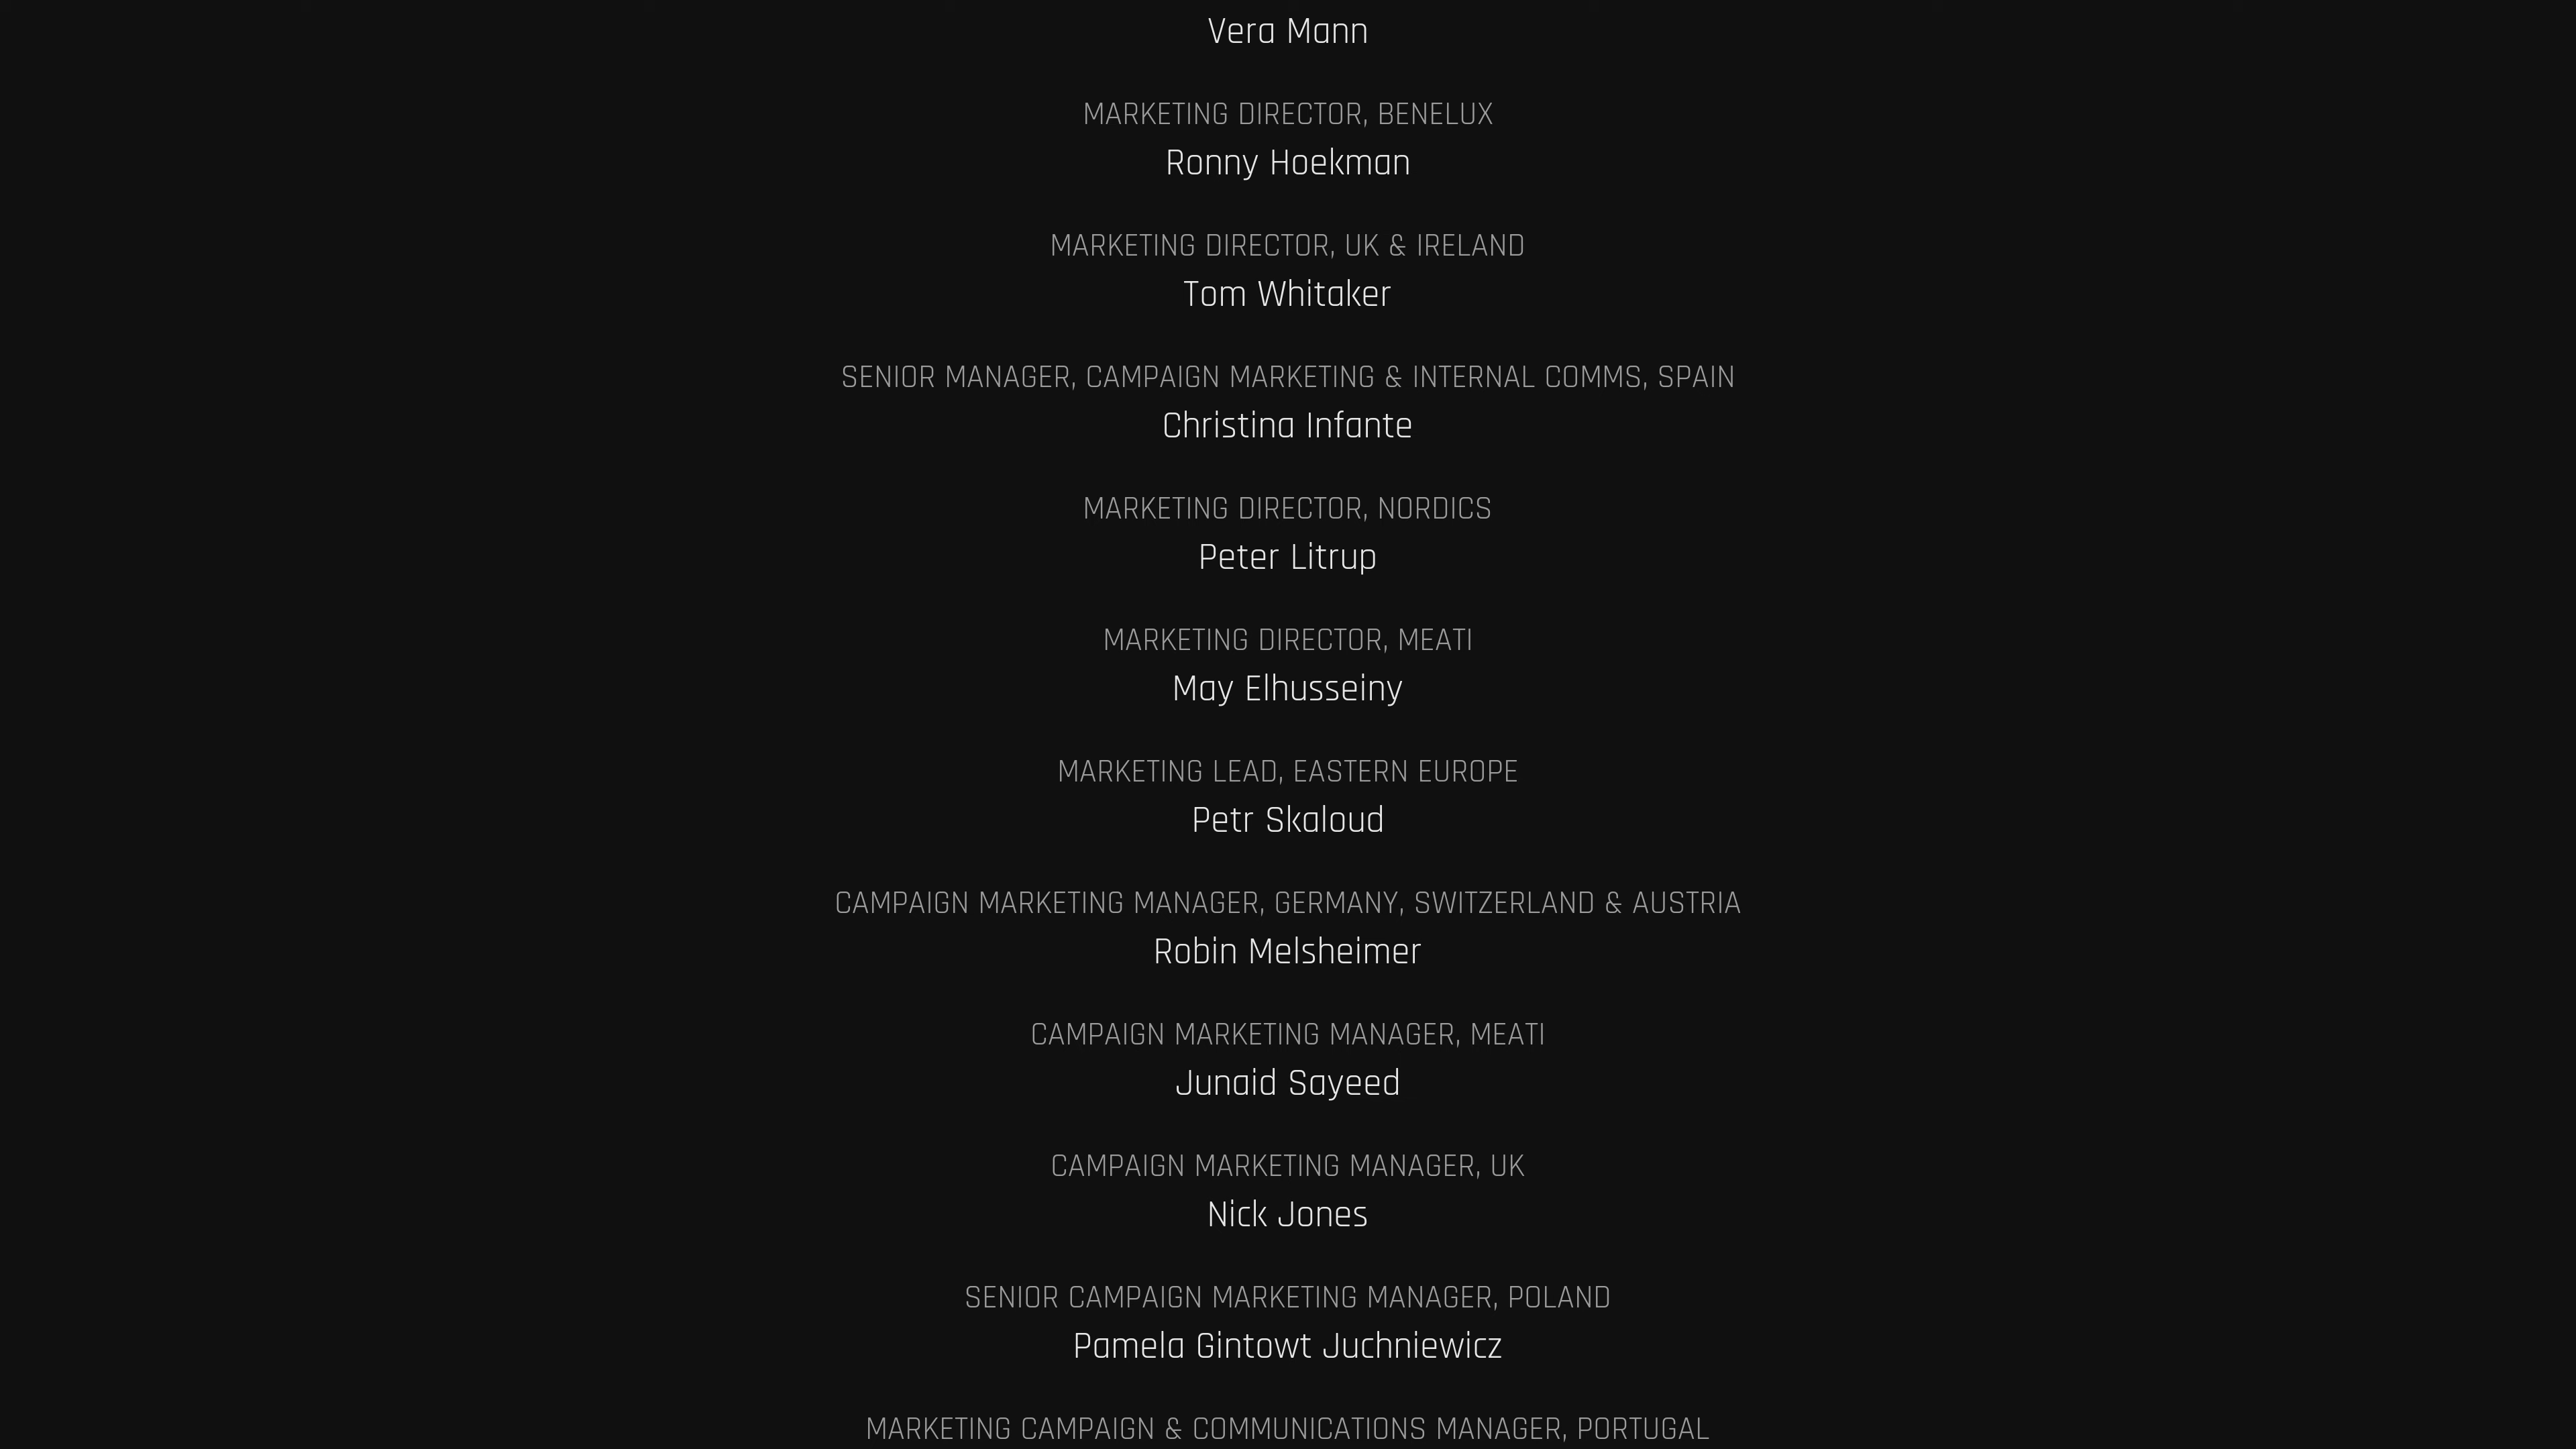 Vera Mann
MARKETING DIRECTOR, BENELUX
Ronny Hoekman
MARKETING DIRECTOR, UK & IRELAND
Tom Whitaker
SENIOR MANAGER, CAMPAIGN MARKETING & INTERNAL COMMS, SPAIN
Christina Infante
MARKETING DIRECTOR, NORDICS
Peter Litrup
MARKETING DIRECTOR, MEATI
May Elhusseiny
MARKETING LEAD, EASTERN EUROPE
Petr Skaloud
CAMPAIGN MARKETING MANAGER, GERMANY, SWITZERLAND & AUSTRIA
Robin Melsheimer
CAMPAIGN MARKETING MANAGER, MEATI
Junaid Sayeed
CAMPAIGN MARKETING MANAGER, UK
Nick Jones
SENIOR CAMPAIGN MARKETING MANAGER, POLAND
Pamela Gintowt Juchniewicz
MARKETING CAMPAIGN & COMMUNICATIONS MANAGER, PORTUGAL